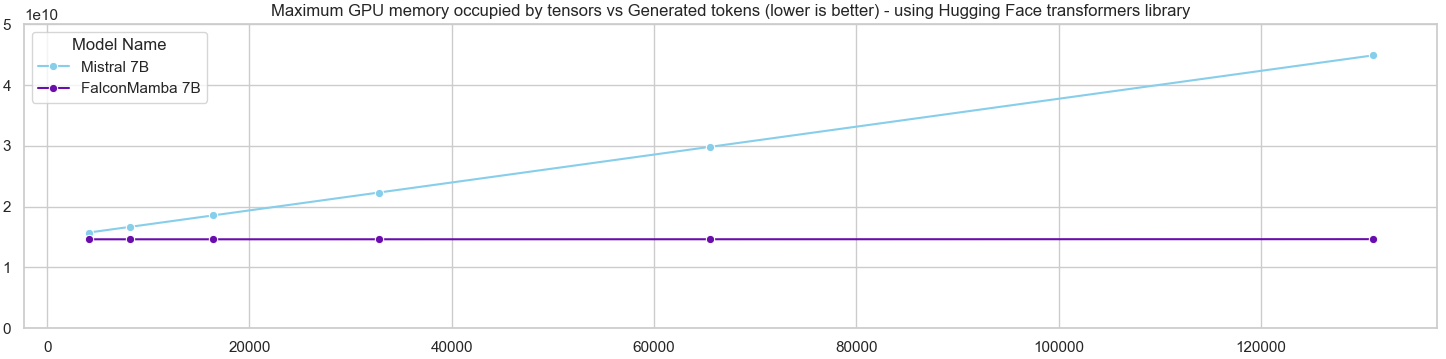 Maximum GPU memory occupied by tensors vs Generated tokens (lower is better) - using Hugging Face transformers library
1e10
5
Model Name
Mistral 7B
FalconMamba 7B
4
3
2
1
0
0 20000 40000 60000 80000 100000 120000